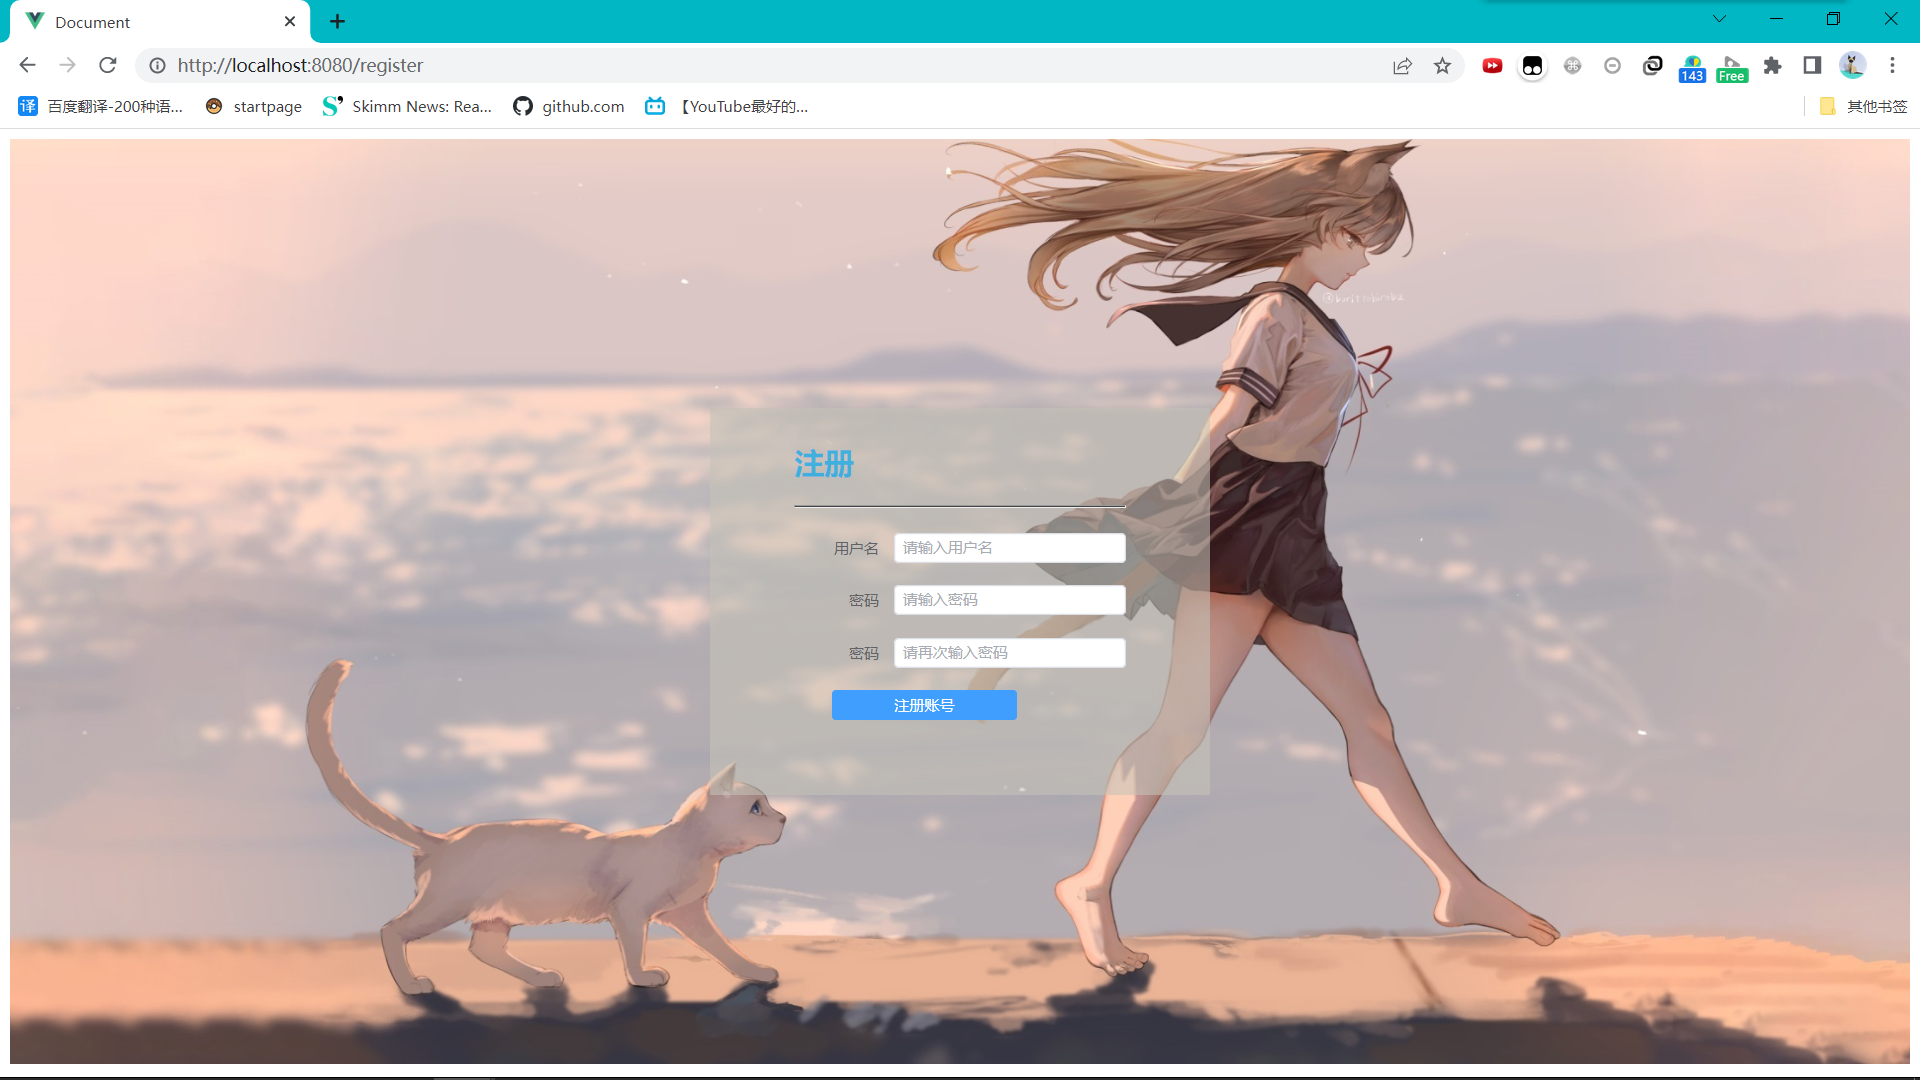 Document
http://localhost:8080/register
143
Free
译 百度翻译-200种语...
startpage
Skimm News: Rea...
github.com
【YouTube最好的...
其他书签
注册
用户名 请输入用户名
密码 请输入密码
密码 请再次输入密码
注册账号